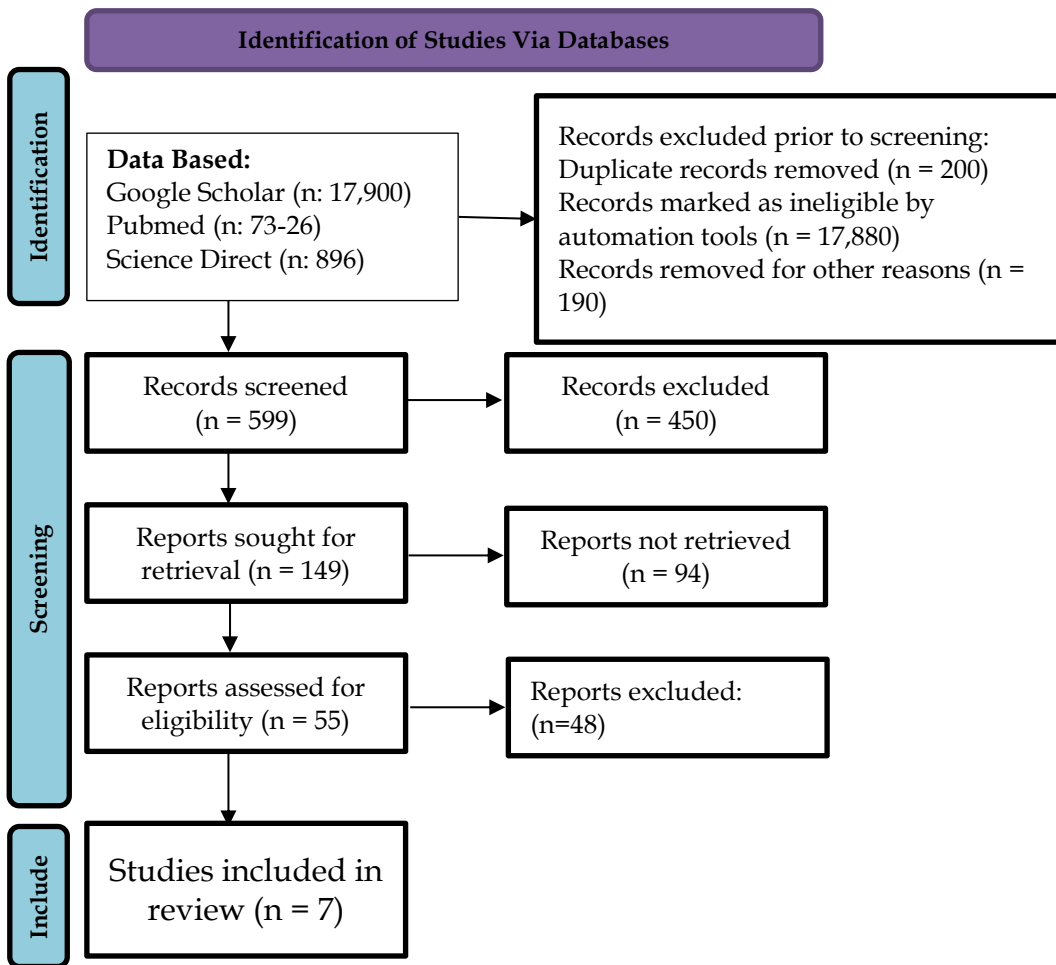 Identification of Studies Via Databases
Identification
Data Based:
Google Scholar (n: 17,900)
Pubmed (n: 73-26)
Science Direct (n: 896)
Records excluded prior to screening:
Duplicate records removed (n = 200)
Records marked as ineligible by
automation tools (n = 17,880)
Records removed for other reasons (n =
190)
Screening
Records screened
(n = 599)
Records excluded
(n = 450)
Reports sought for
retrieval (n = 149)
Reports not retrieved
(n = 94)
Reports assessed for
eligibility (n = 55)
Reports excluded:
(n=48)
Include
Studies included in
review (n = 7)